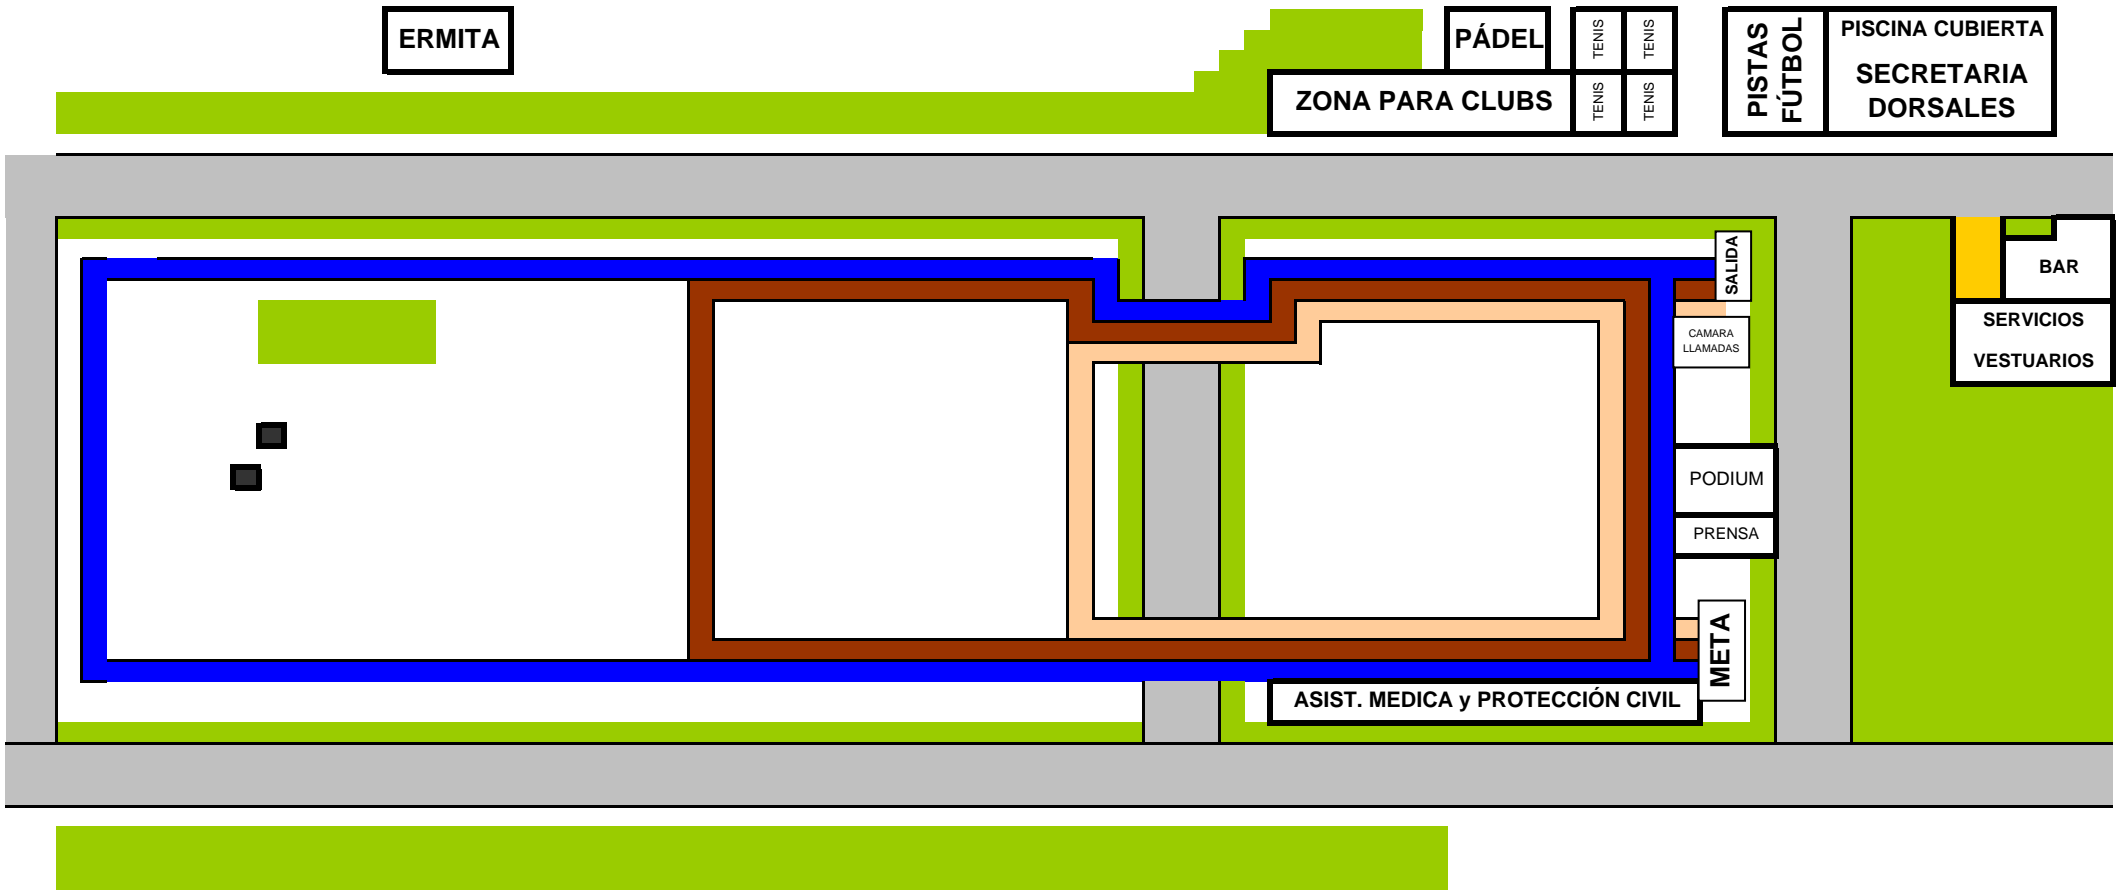 ERMITA
PÁDEL
TENIS
TENIS
ZONA PARA CLUBS
TENIS
TENIS
PISTAS
FÚTBOL
PISCINA CUBIERTA
SECRETARIA
DORSALES
SALIDA
CAMARA
LLAMADAS
BAR
SERVICIOS
VESTUARIOS
PODIUM
PRENSA
META
ASIST. MEDICA y PROTECCIÓN CIVIL